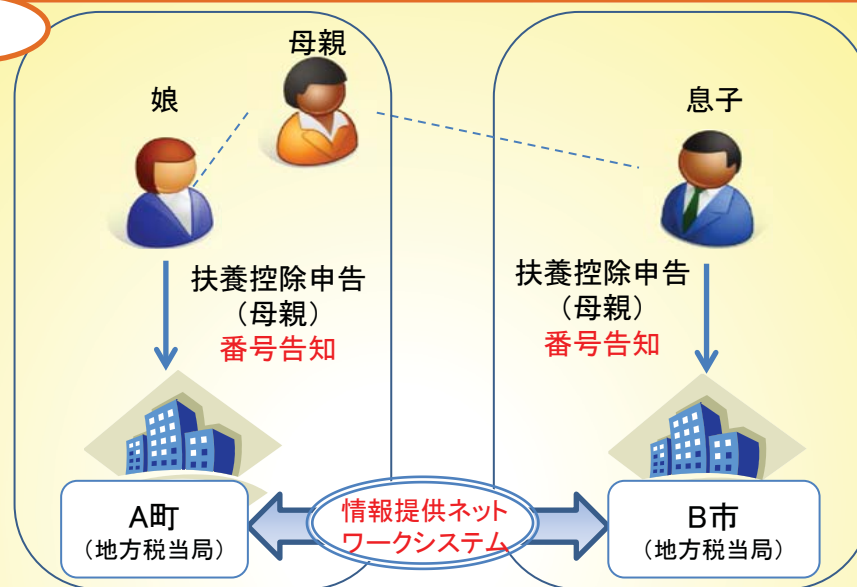 母親
娘
息子
扶養控除申告
（母親）
番号告知
扶養控除申告
（母親）
番号告知
A町
（地方税当局）
情報提供ネット
ワークシステム
B市
（地方税当局）